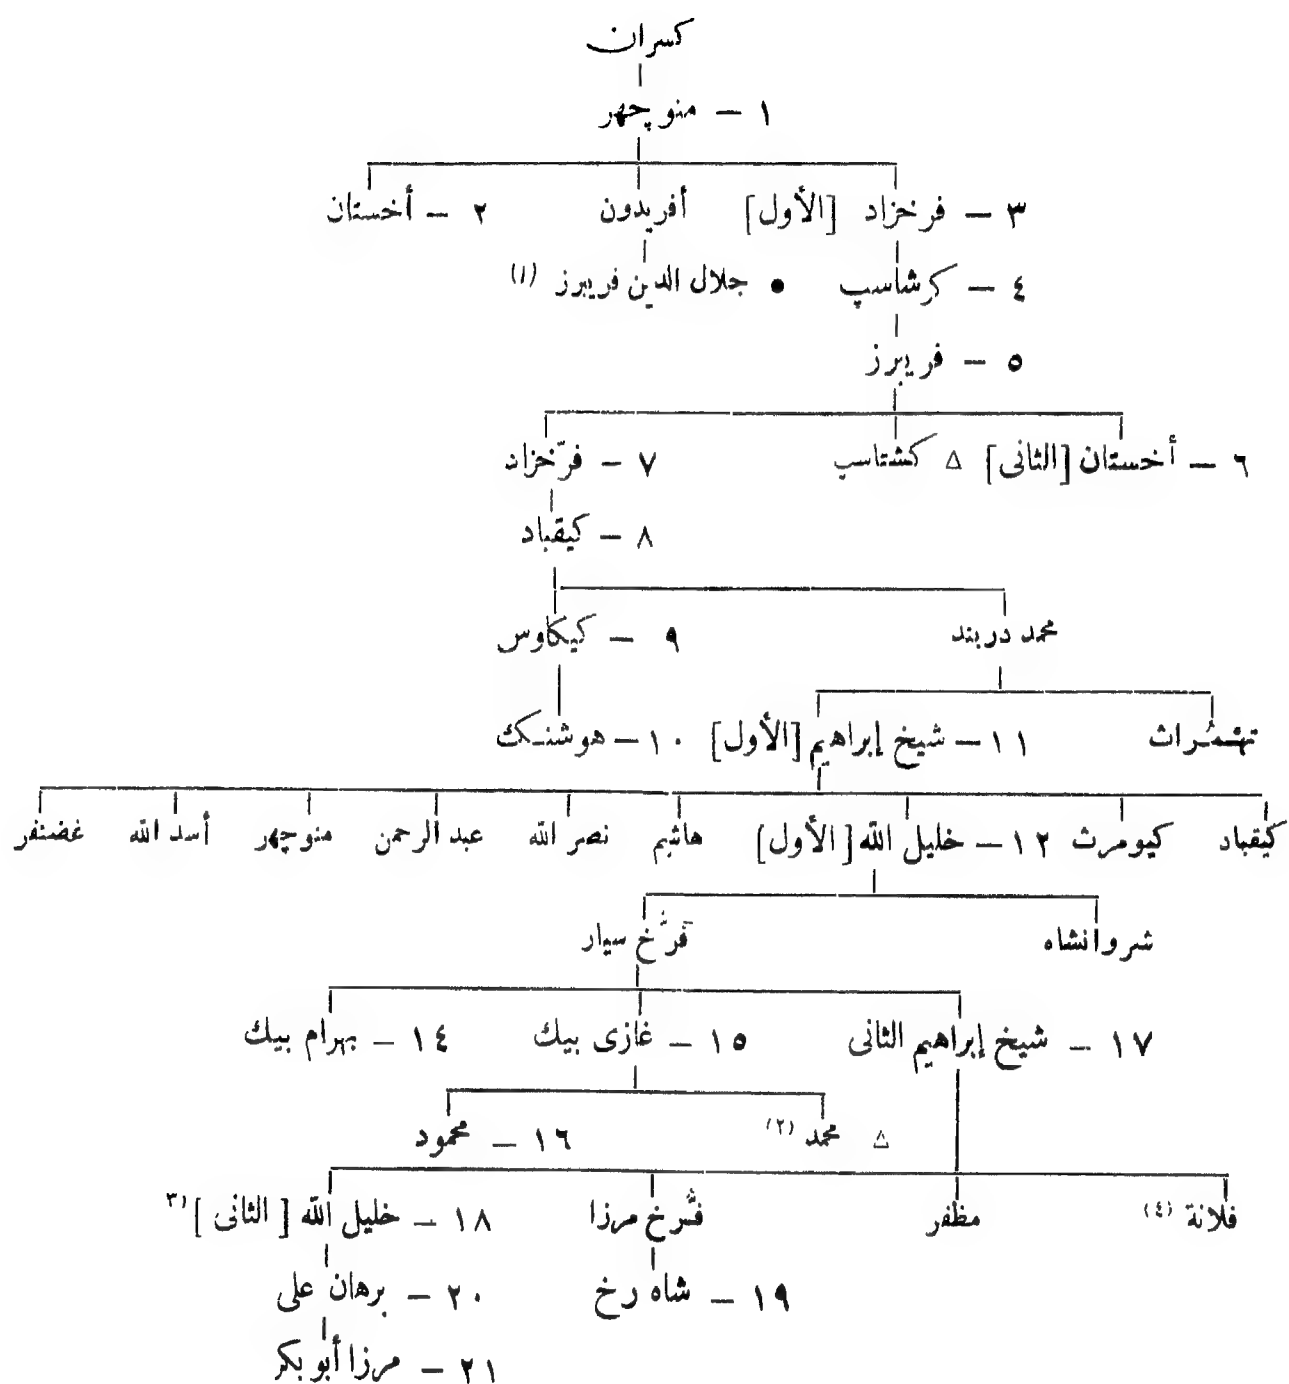 كسران
١ – منوچهر
٣ – فرخزاد [الأول] أفريدون ٢ – أخستان
٤ – كرشاسپ • جلال الدين فريبرز (١)
٥ – فريبرز
٦ – أخستان [الثانى] △ كشتاسب ٧ – فرّخزاد
٨ – كيقباد
محمد دربند ٩ – كيكاوس
تهمُراث ١١ – شيخ إبراهيم [الأول] ١٠ – هوشنكك
كيقباد كيومرث ١٢ – خليل الله [الأول] هاشم نصر الله عبد الرحمن منوچهر أسد الله غضنفر
شروانشاه فرّخ سيار
١٧ – شيخ إبراهيم الثانى ١٥ – غازى بيك ١٤ – بهرام بيك
△ محمد (٢) ١٦ – محمود
فلانة (٤) مظفر فرّخ مرزا ١٨ – خليل الله [الثانى] (٣
١٩ – شاه رخ ٢٠ – برهان على
٢١ – مرزا أبو بكر